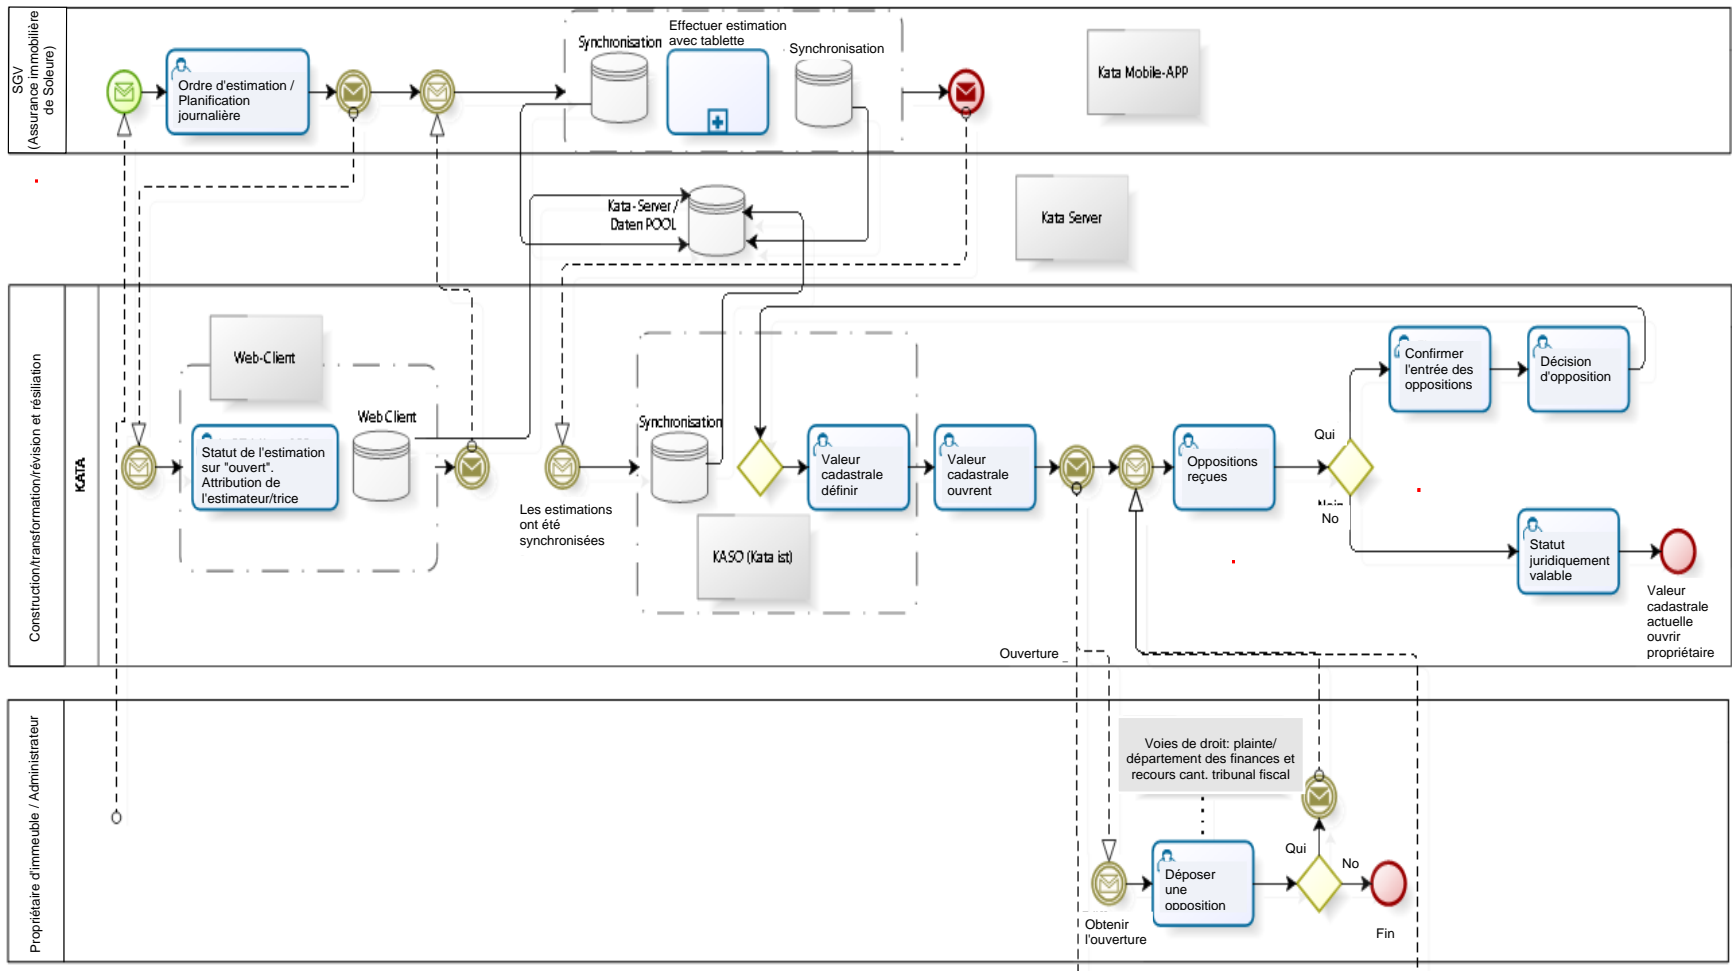 SGV
(Assurance immobilière
de Soleure)
Ordre d'estimation /
Planification
journalière
Synchronisation
Effectuer estimation
avec tablette
Synchronisation
Kata Mobile-APP
Kata-Server /
Daten POOL
Kata Server
Construction/transformation/révision et résiliation
KATA
Web-Client
Web Client
Statut de l'estimation
sur "ouvert".
Attribution de
l'estimateur/trice
Les estimations
ont été
synchronisées
Synchronisation
KASO (Kata ist)
Valeur
cadastrale
définir
Valeur
cadastrale
ouvrent
Oppositions
reçues
Qui
No
Confirmer
l'entrée des
oppositions
Décision
d'opposition
Statut
juridiquement
valable
Valeur
cadastrale
actuelle
ouvrir
propriétaire
Ouverture _
Propriétaire d'immeuble / Administrateur
Voies de droit: plainte/
département des finances et
recours cant. tribunal fiscal
Obtenir
l'ouverture
Déposer
une
opposition
Qui
No
Fin